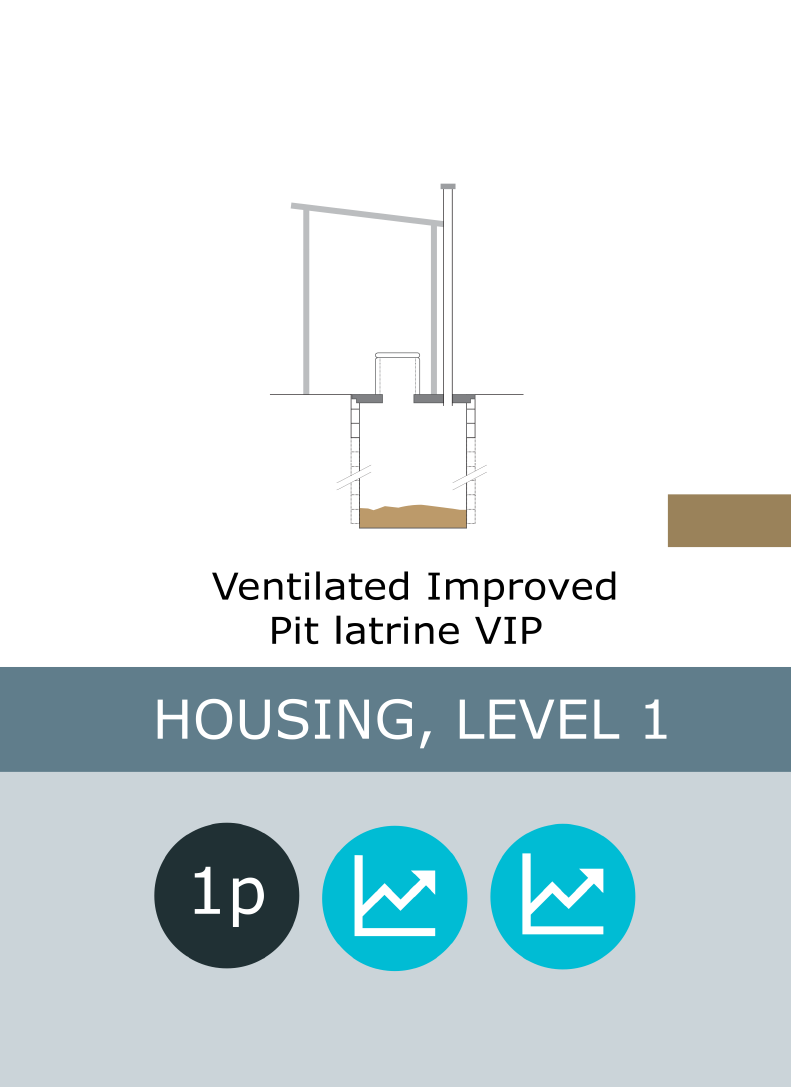 Ventilated Improved
Pit latrine VIP
HOUSING, LEVEL 1
1p